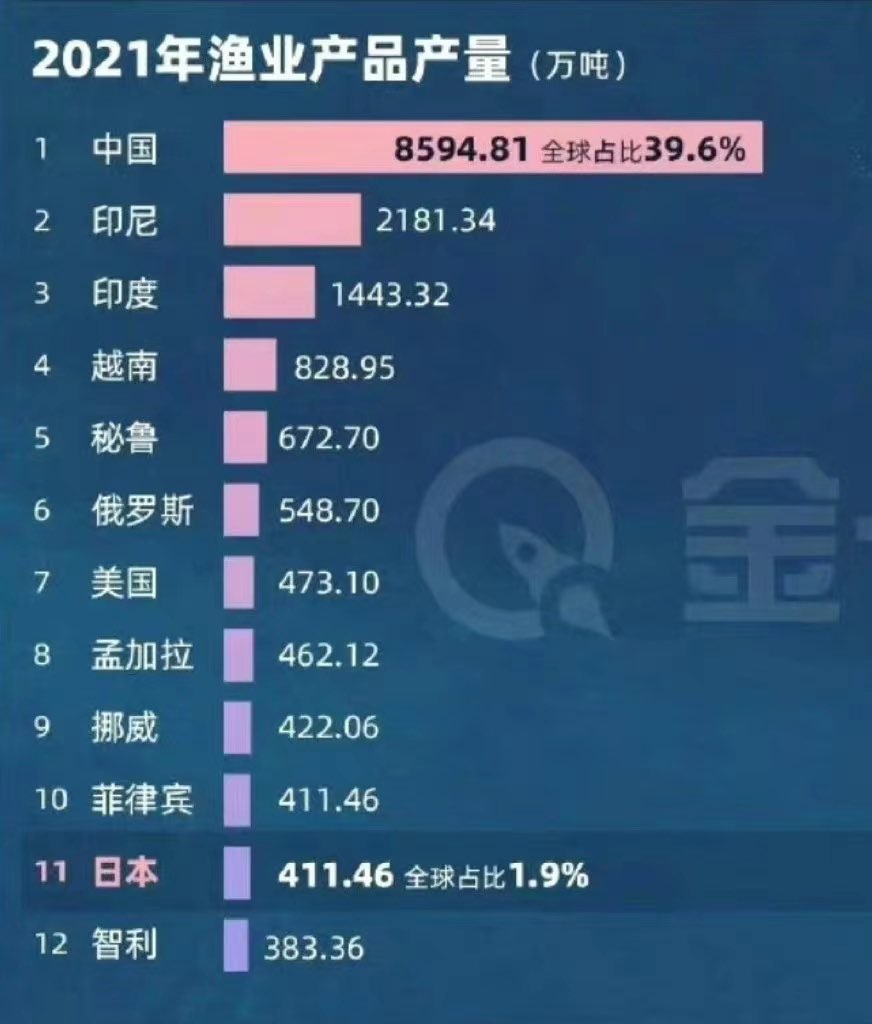 2021年渔业产品产量（万吨）
1 中国 8594.81 全球占比39.6%
2 印尼 2181.34
3 印度 1443.32
4 越南 828.95
5 秘鲁 672.70
6 俄罗斯 548.70
7 美国 473.10
8 孟加拉 462.12
9 挪威 422.06
10 菲律宾 411.46
11 日本 411.46 全球占比1.9%
12 智利 383.36
金